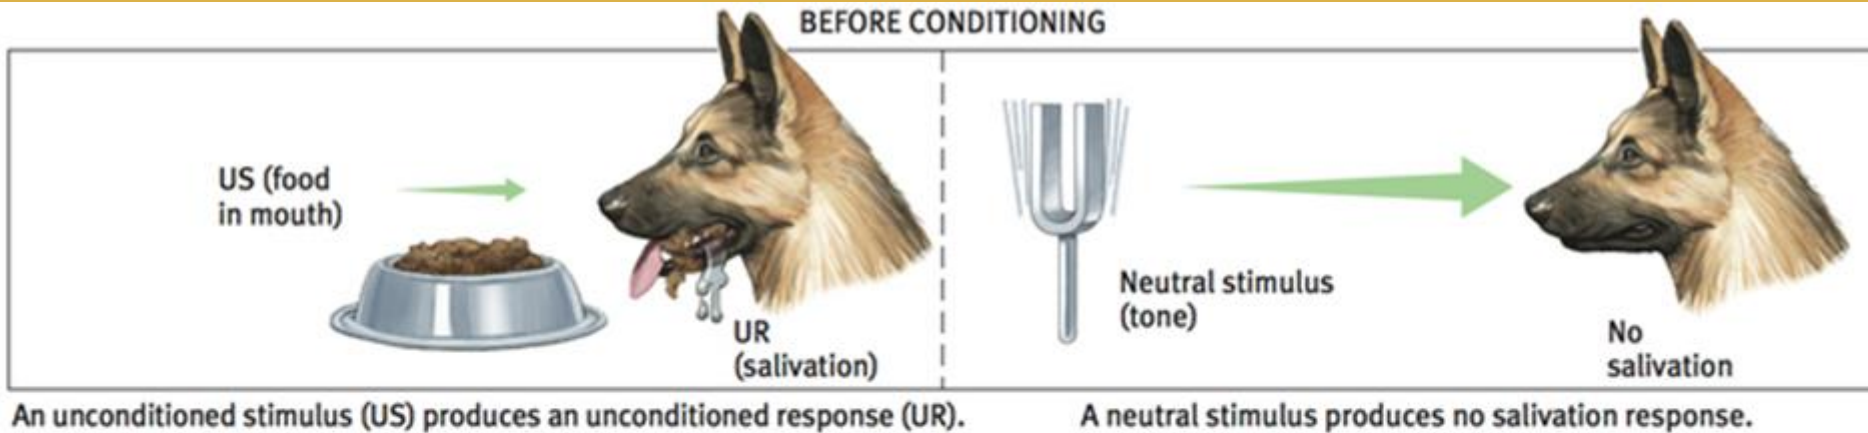 BEFORE CONDITIONING
US (food
in mouth)
UR
(salivation)
Neutral stimulus
(tone)
No
salivation
An unconditioned stimulus (US) produces an unconditioned response (UR).
A neutral stimulus produces no salivation response.